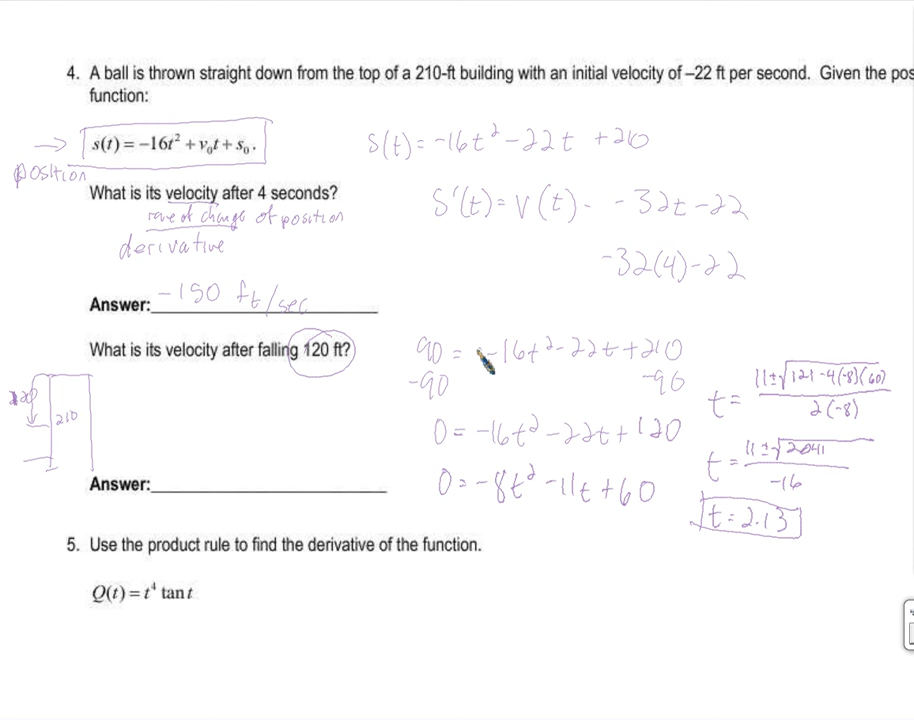 4. A ball is thrown straight down from the top of a 210-ft building with an initial velocity of –22 ft per second. Given the pos
function:
s(t) = −16t² + v₀t + s₀.
position
s(t) = -16t² - 22t + 210
What is its velocity after 4 seconds?
rate of change of position
derivative
s'(t) = v(t) = -32t - 22
-32(4) - 22
Answer: -150 ft/sec
What is its velocity after falling 120 ft?
90 = -16t² - 22t + 210
-90 -90
0 = -16t² - 22t + 120
0 = -8t² - 11t + 60
120
210
t = 11 ± √121 - 4(-8)(60) / 2(-8)
t = 11 ± √2041 / -16
t = 2.13
Answer:
5. Use the product rule to find the derivative of the function.
Q(t) = t⁴ tan t